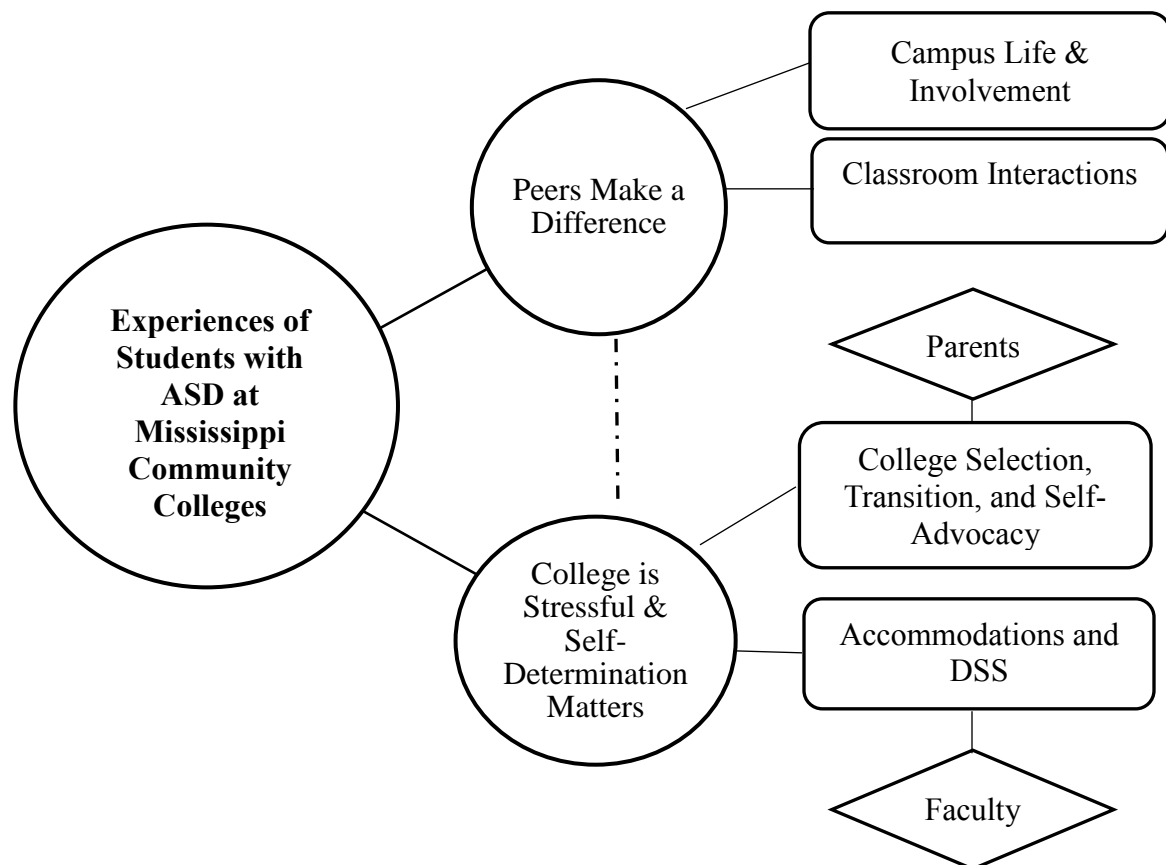 Campus Life &
Involvement
Classroom Interactions
Peers Make a
Difference
Experiences of
Students with
ASD at
Mississippi
Community
Colleges
Parents
College Selection,
Transition, and Self-
Advocacy
College is
Stressful &
Self-
Determination
Matters
Accommodations and
DSS
Faculty